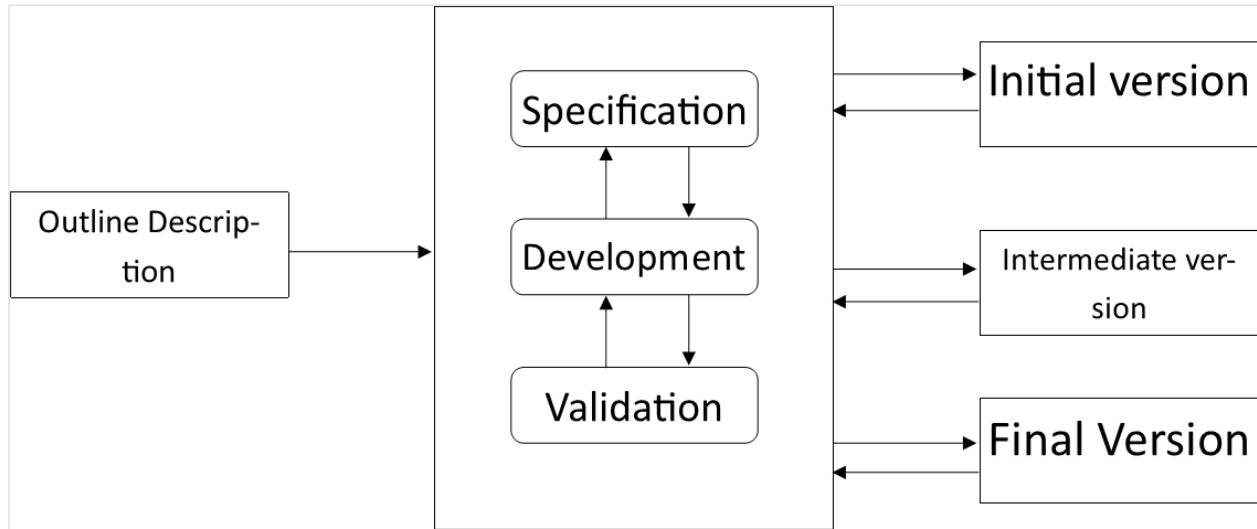 Outline Descrip-
tion
Specification
Development
Validation
Initial version
Intermediate ver-
sion
Final Version